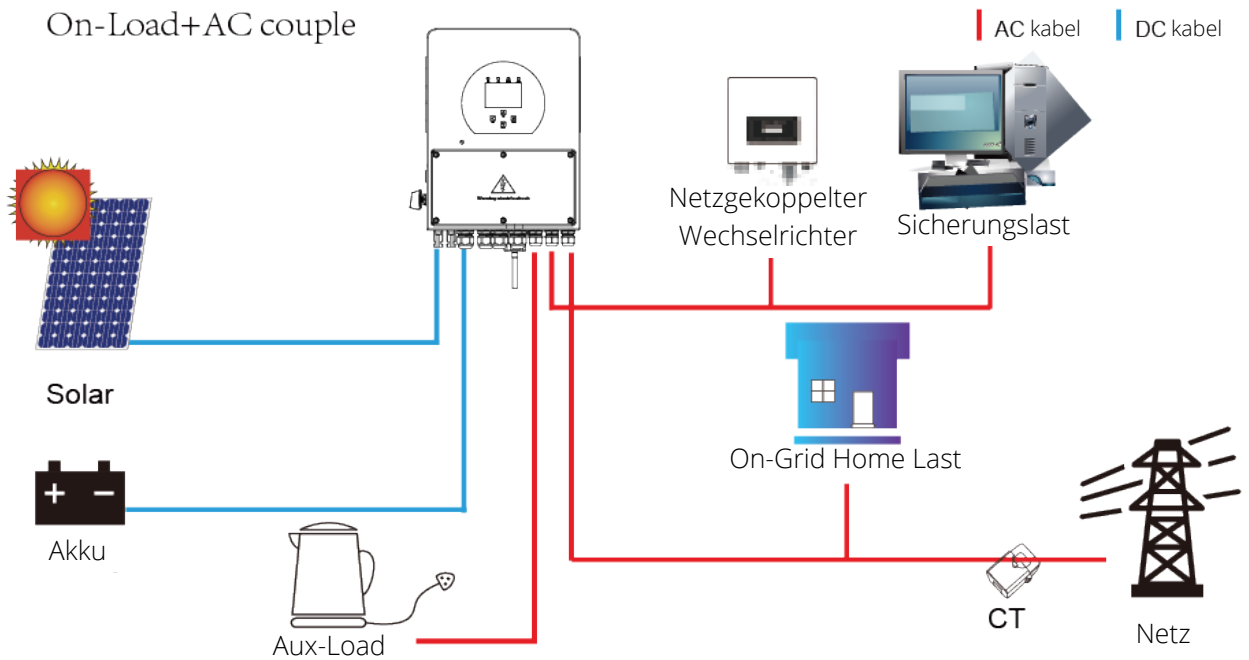 On-Load+AC couple
AC kabel
DC kabel
Netzgekoppelter
Wechselrichter
Sicherungslast
Solar
On-Grid Home Last
Akku
Aux-Load
CT
Netz